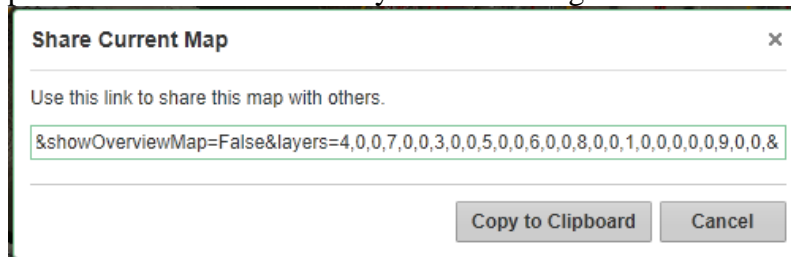 Share Current Map ×
Use this link to share this map with others.
&showOverviewMap=False&layers=4,0,0,7,0,0,3,0,0,5,0,0,6,0,0,8,0,0,1,0,0,0,0,0,9,0,0,&
Copy to Clipboard Cancel